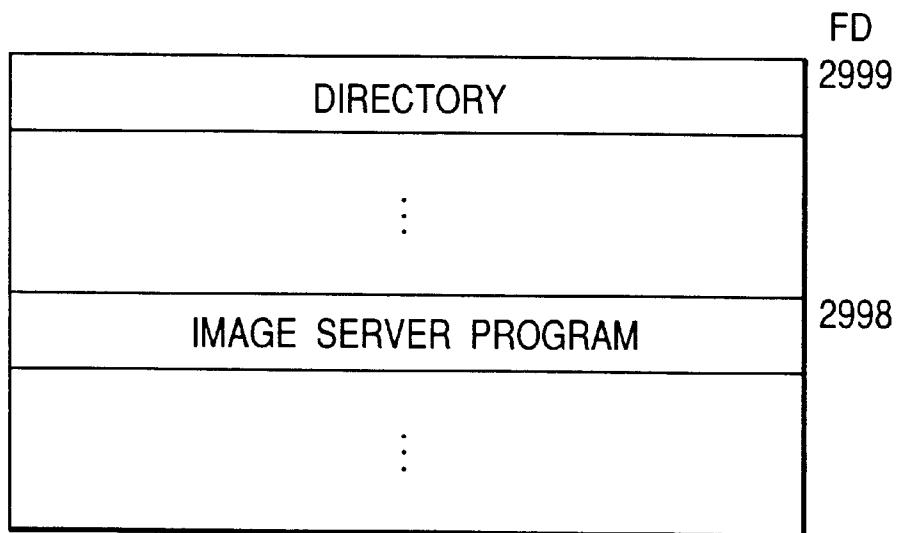 FD
DIRECTORY 2999
⋮
IMAGE SERVER PROGRAM 2998
⋮